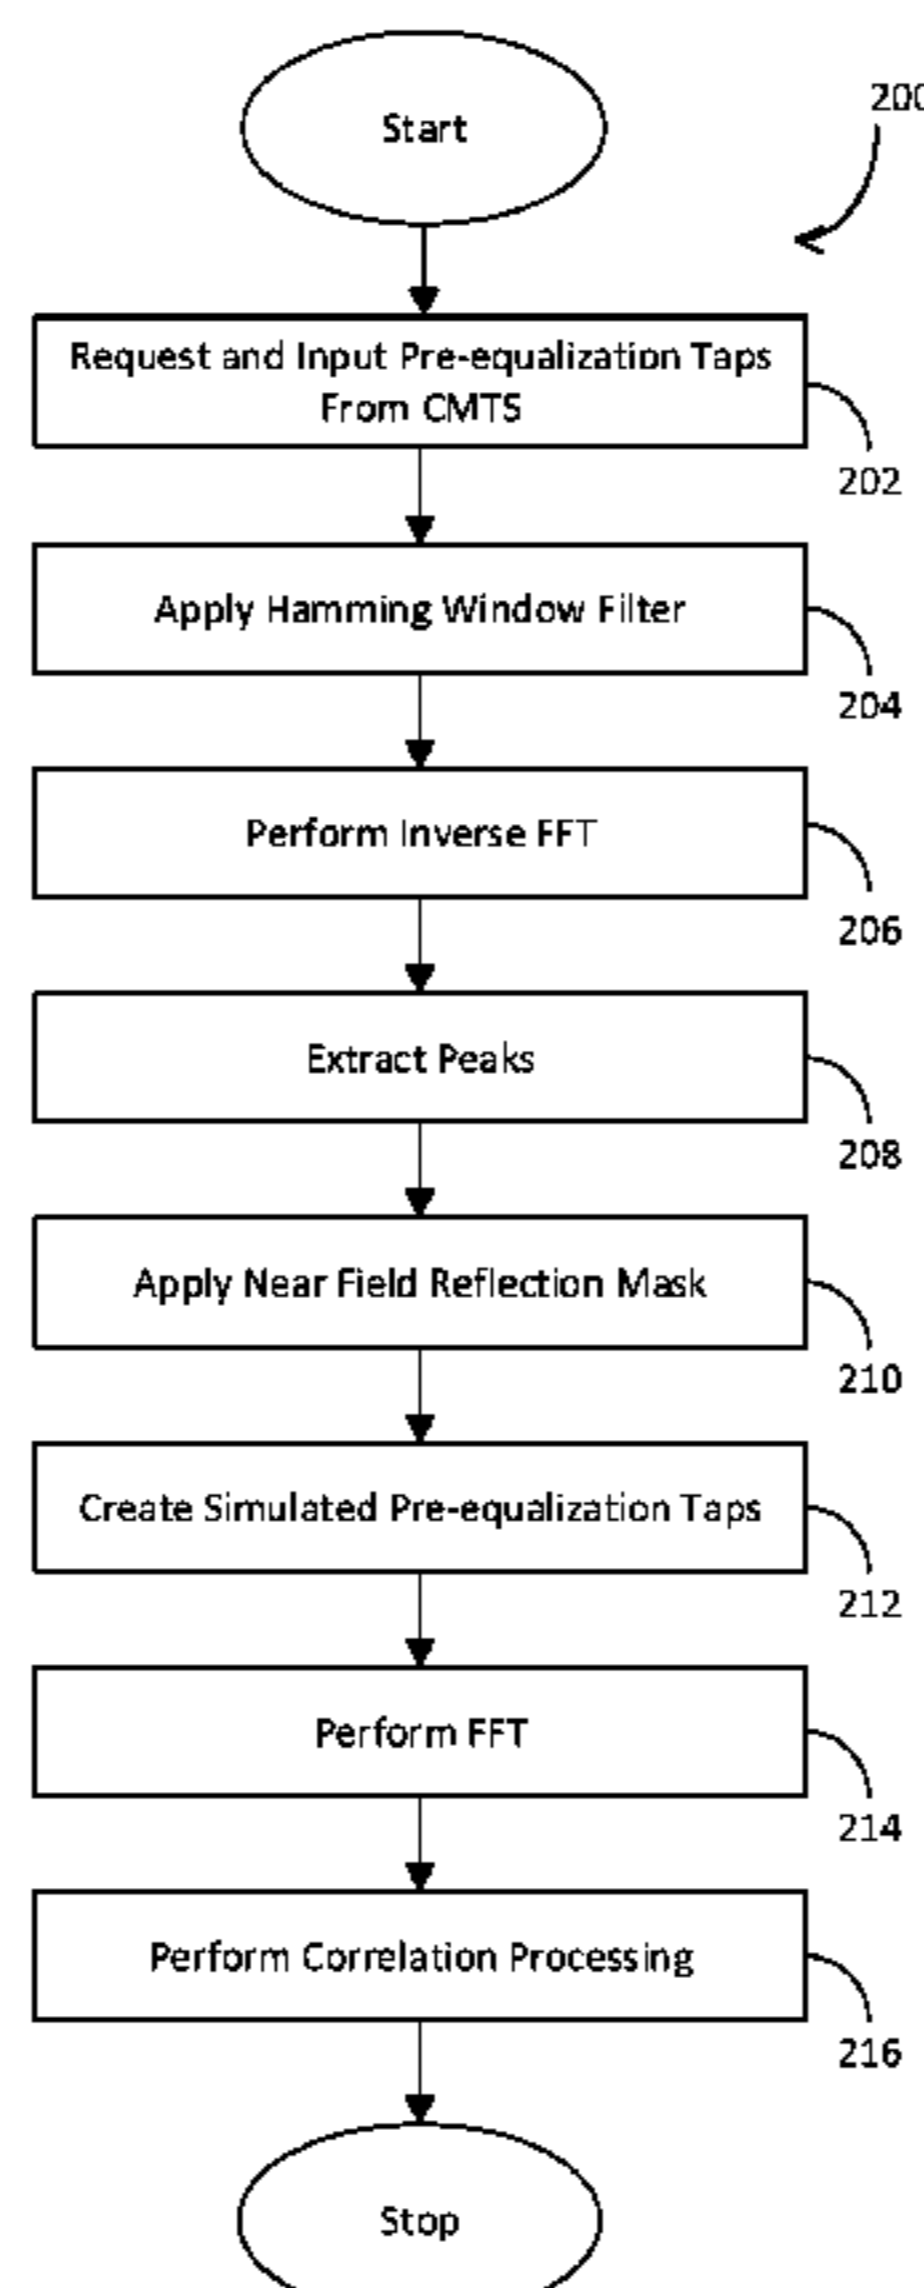 Start
200
Request and Input Pre-equalization Taps
From CMTS
202
Apply Hamming Window Filter
204
Perform Inverse FFT
206
Extract Peaks
208
Apply Near Field Reflection Mask
210
Create Simulated Pre-equalization Taps
212
Perform FFT
214
Perform Correlation Processing
216
Stop